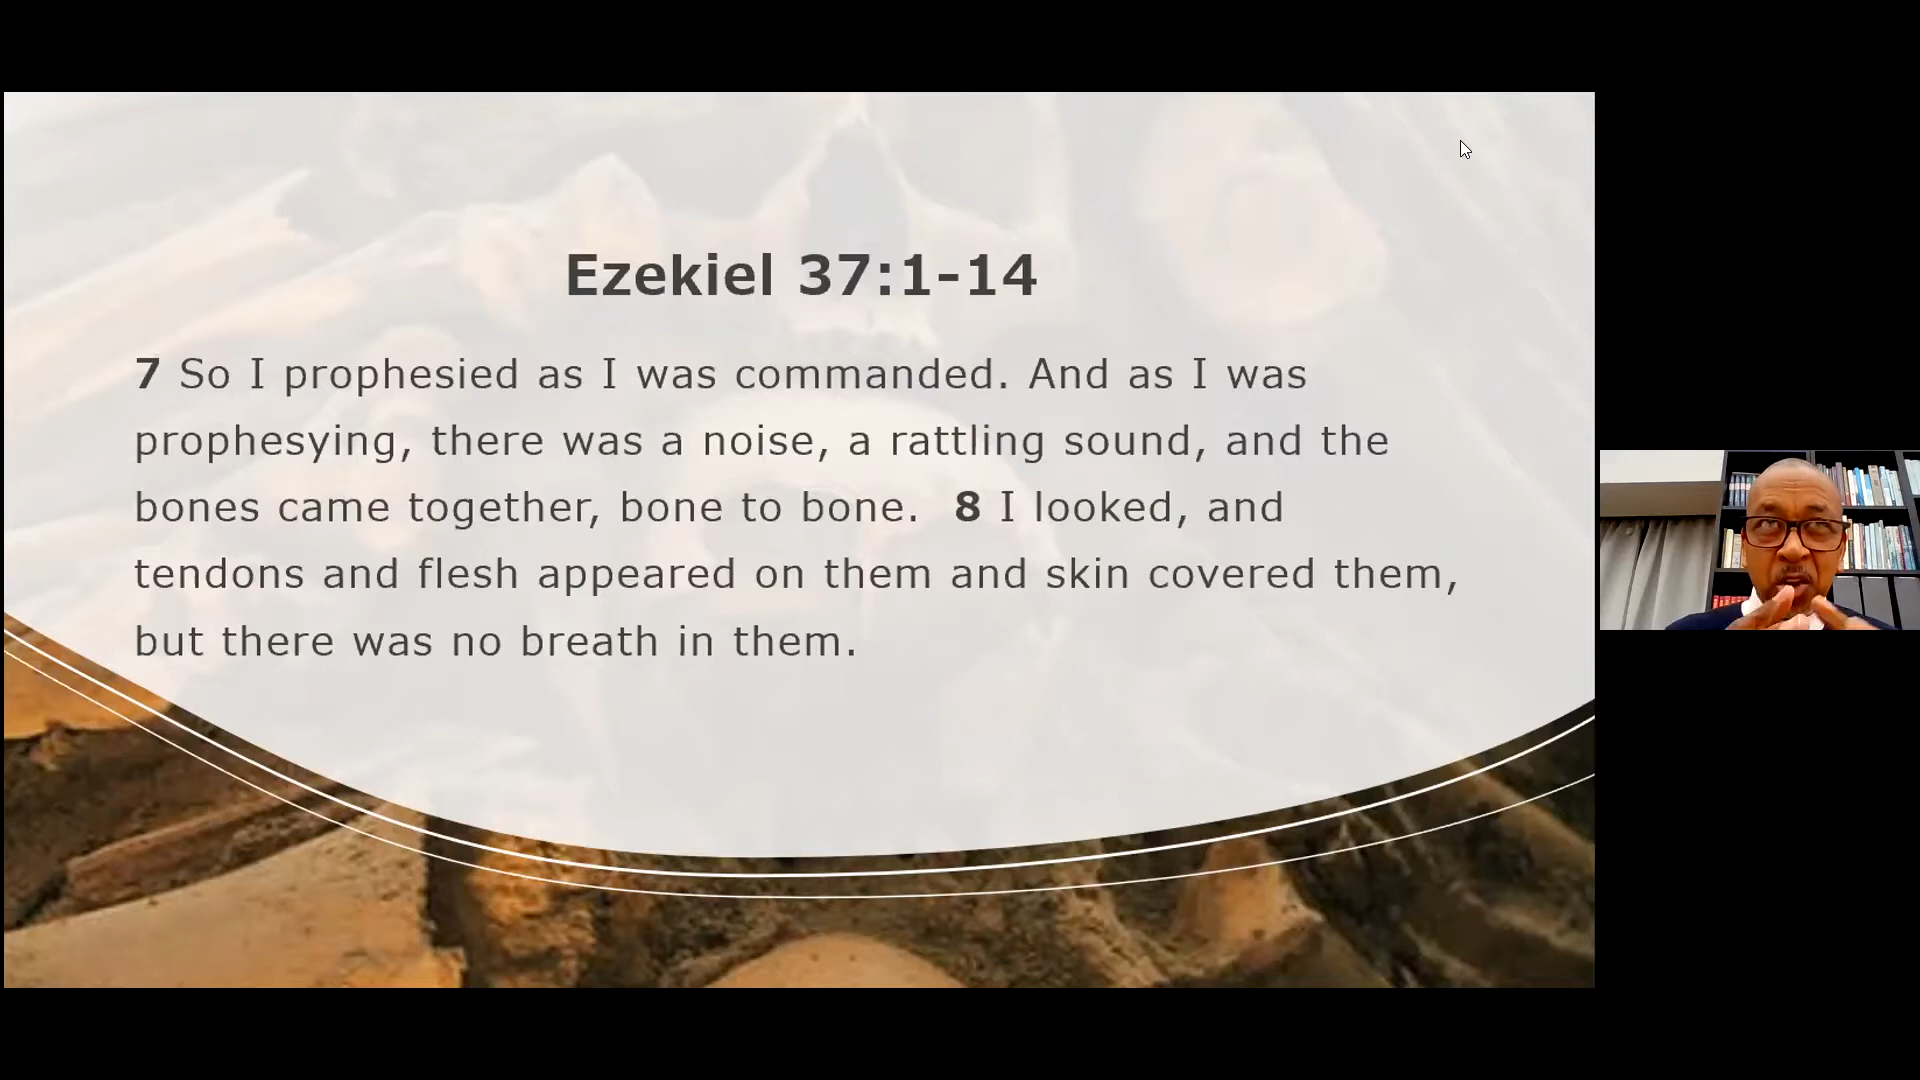 Ezekiel 37:1-14
7 So I prophesied as I was commanded. And as I was
prophesying, there was a noise, a rattling sound, and the
bones came together, bone to bone.  8 I looked, and
tendons and flesh appeared on them and skin covered them,
but there was no breath in them.